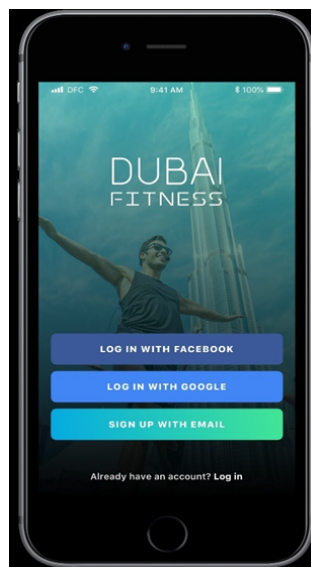 DFC 9:41 AM 100%
DUBAI
FITNESS
LOG IN WITH FACEBOOK
LOG IN WITH GOOGLE
SIGN UP WITH EMAIL
Already have an account? Log in